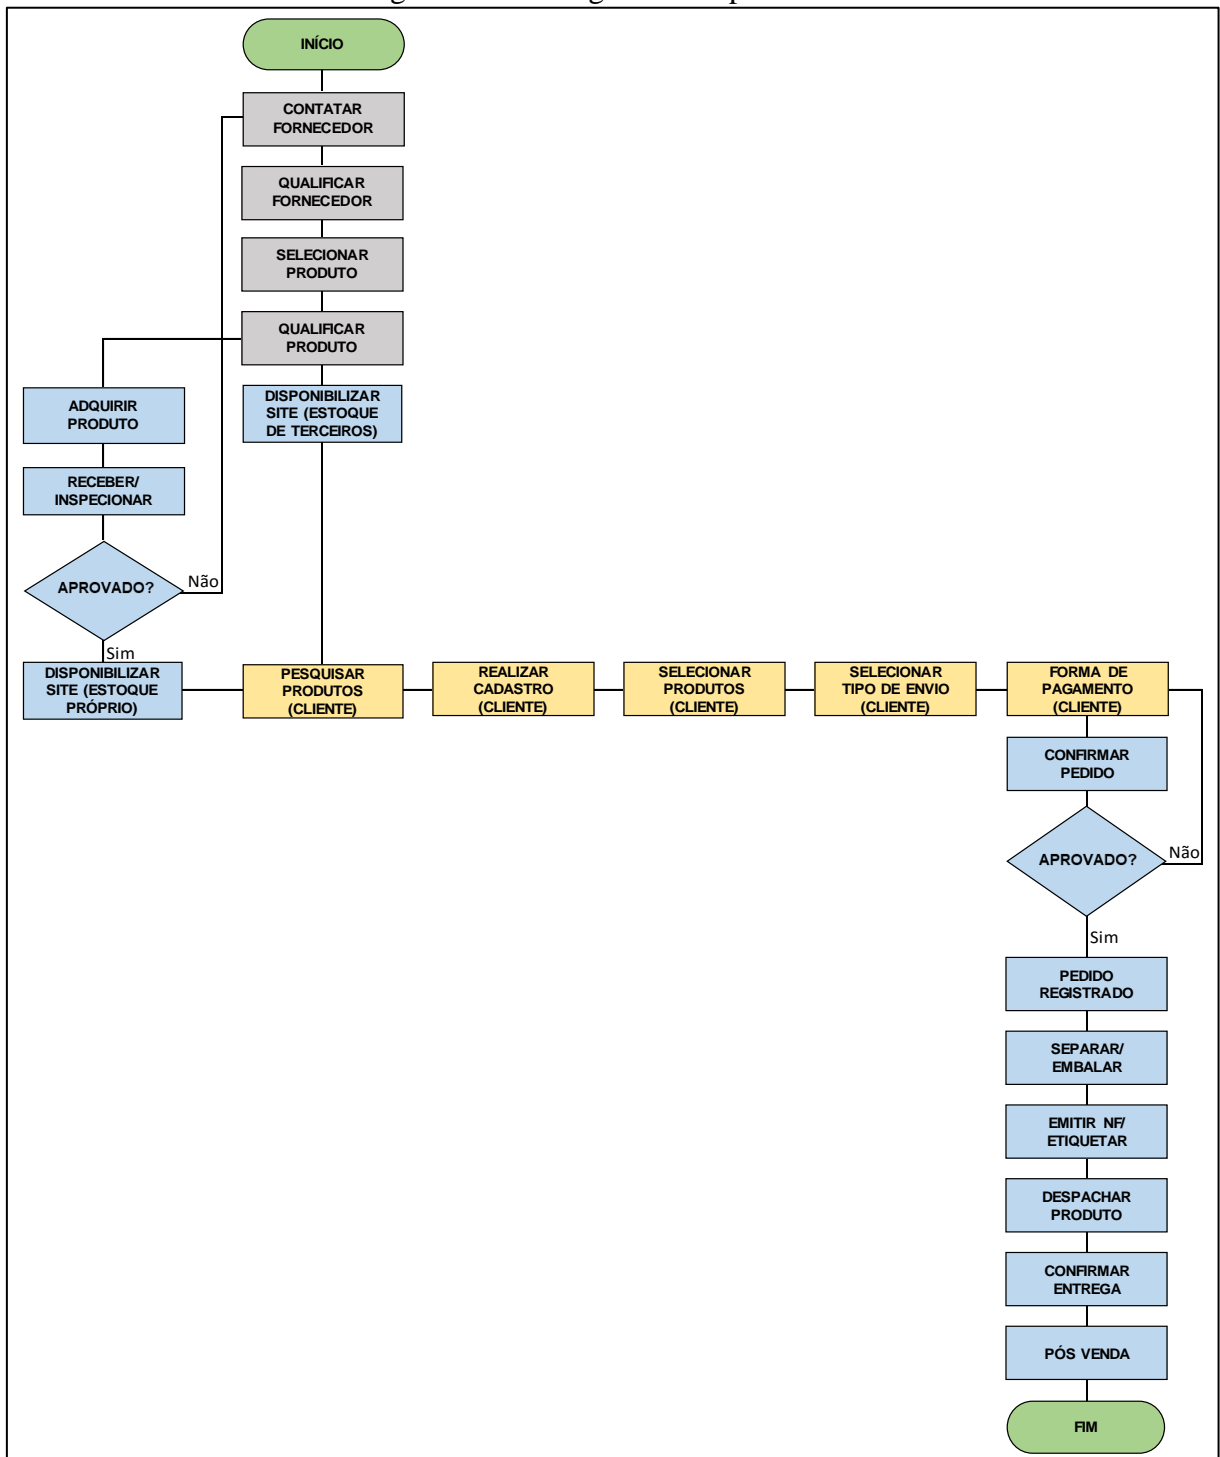 INÍCIO
CONTATAR
FORNECEDOR
QUALIFICAR
FORNECEDOR
SELECIONAR
PRODUTO
QUALIFICAR
PRODUTO
DISPONIBILIZAR
SITE (ESTOQUE
DE TERCEIROS)
ADQUIRIR
PRODUTO
RECEBER/
INSPECIONAR
APROVADO?
Não
Sim
DISPONIBILIZAR
SITE (ESTOQUE
PRÓPRIO)
PESQUISAR
PRODUTOS
(CLIENTE)
REALIZAR
CADASTRO
(CLIENTE)
SELECIONAR
PRODUTOS
(CLIENTE)
SELECIONAR
TIPO DE ENVIO
(CLIENTE)
FORMA DE
PAGAMENTO
(CLIENTE)
CONFIRMAR
PEDIDO
APROVADO?
Não
Sim
PEDIDO
REGISTRADO
SEPARAR/
EMBALAR
EMITIR NF/
ETIQUETAR
DESPACHAR
PRODUTO
CONFIRMAR
ENTREGA
PÓS VENDA
FIM